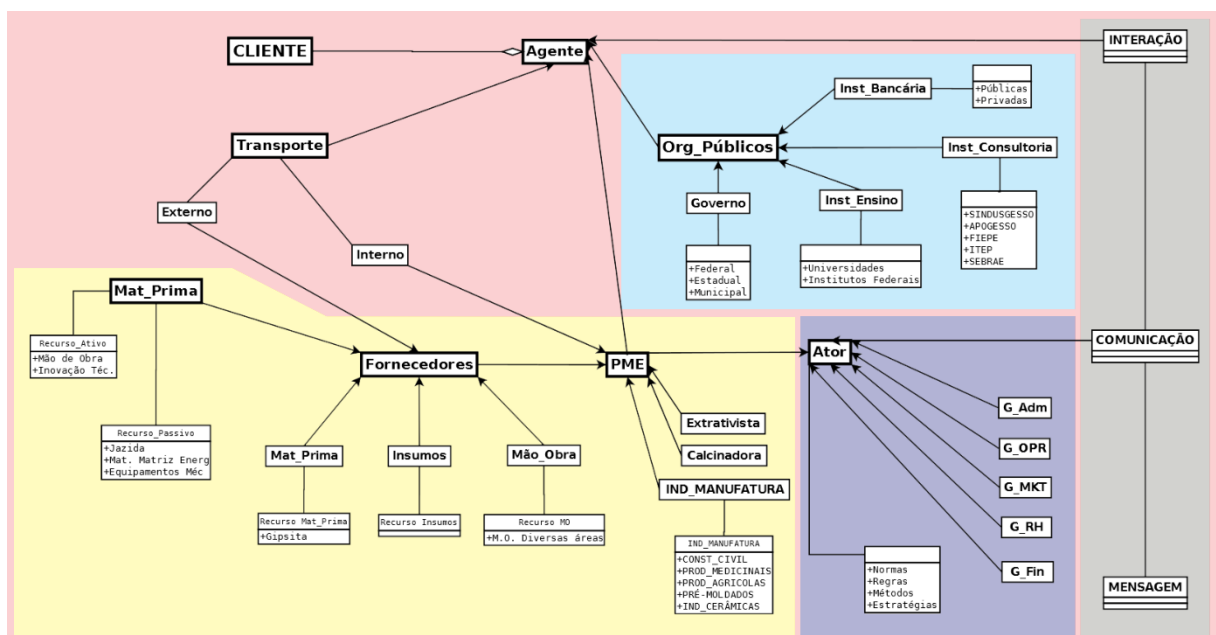 CLIENTE
Agente
INTERAÇÃO
Inst_Bancária
+Públicas
+Privadas
Transporte
Org_Públicos
Inst_Consultoria
+SINDUSGESSO
+APOGESSO
+FIEPE
+ITEP
+SEBRAE
Governo
+Federal
+Estadual
+Municipal
Inst_Ensino
+Universidades
+Institutos Federais
Externo
Interno
Mat_Prima
Recurso_Ativo
+Mão de Obra
+Inovação Téc.
Recurso_Passivo
+Jazida
+Mat. Matriz Energ
+Equipamentos Méc
Fornecedores
PME
Ator
COMUNICAÇÃO
Mat_Prima
Recurso Mat_Prima
+Gipsita
Insumos
Recurso Insumos
Mão_Obra
Recurso MO
+M.O. Diversas áreas
Extrativista
Calcinadora
IND_MANUFATURA
IND_MANUFATURA
+CONST_CIVIL
+PROD_MEDICINAIS
+PROD_AGRICOLAS
+PRÉ-MOLDADOS
+IND_CERÂMICAS
G_Adm
G_OPR
G_MKT
G_RH
G_Fin
+Normas
+Regras
+Métodos
+Estratégias
MENSAGEM